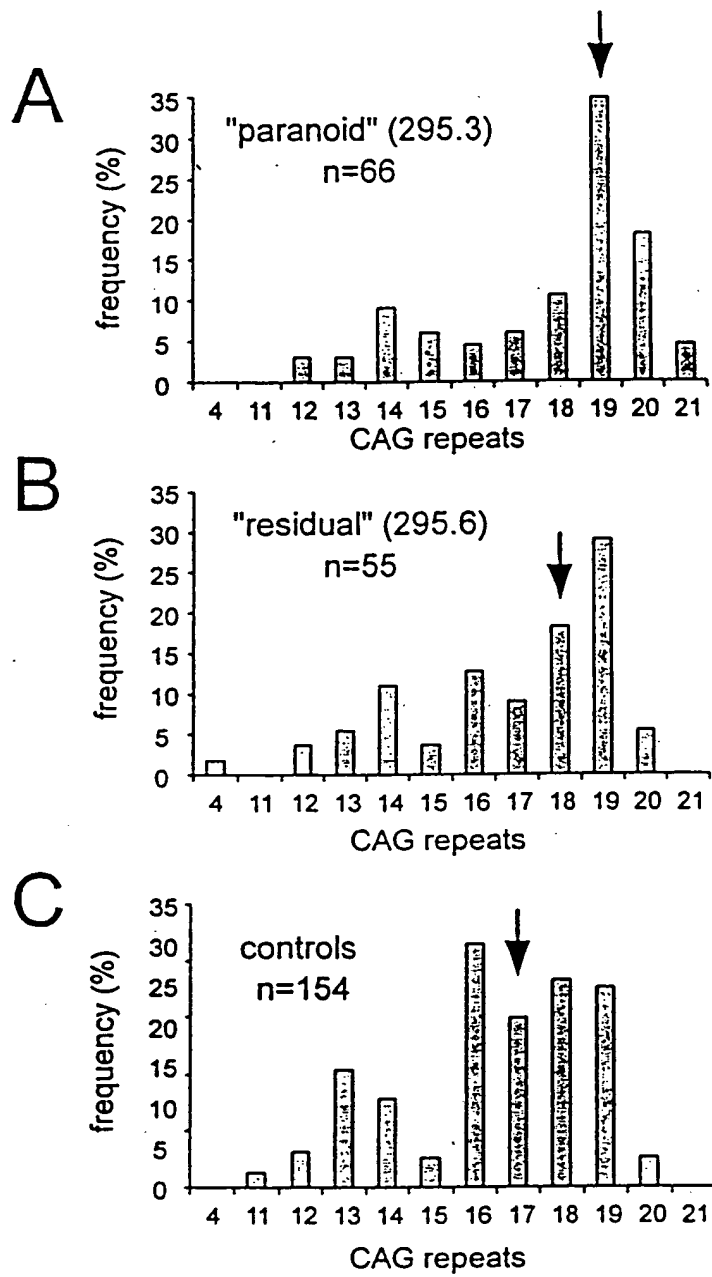 A
"paranoid" (295.3)
n=66
frequency (%)
35
30
25
20
15
10
5
0
4 11 12 13 14 15 16 17 18 19 20 21
CAG repeats
B
"residual" (295.6)
n=55
frequency (%)
35
30
25
20
15
10
5
0
4 11 12 13 14 15 16 17 18 19 20 21
CAG repeats
C
controls
n=154
frequency (%)
35
30
25
20
15
10
5
0
4 11 12 13 14 15 16 17 18 19 20 21
CAG repeats